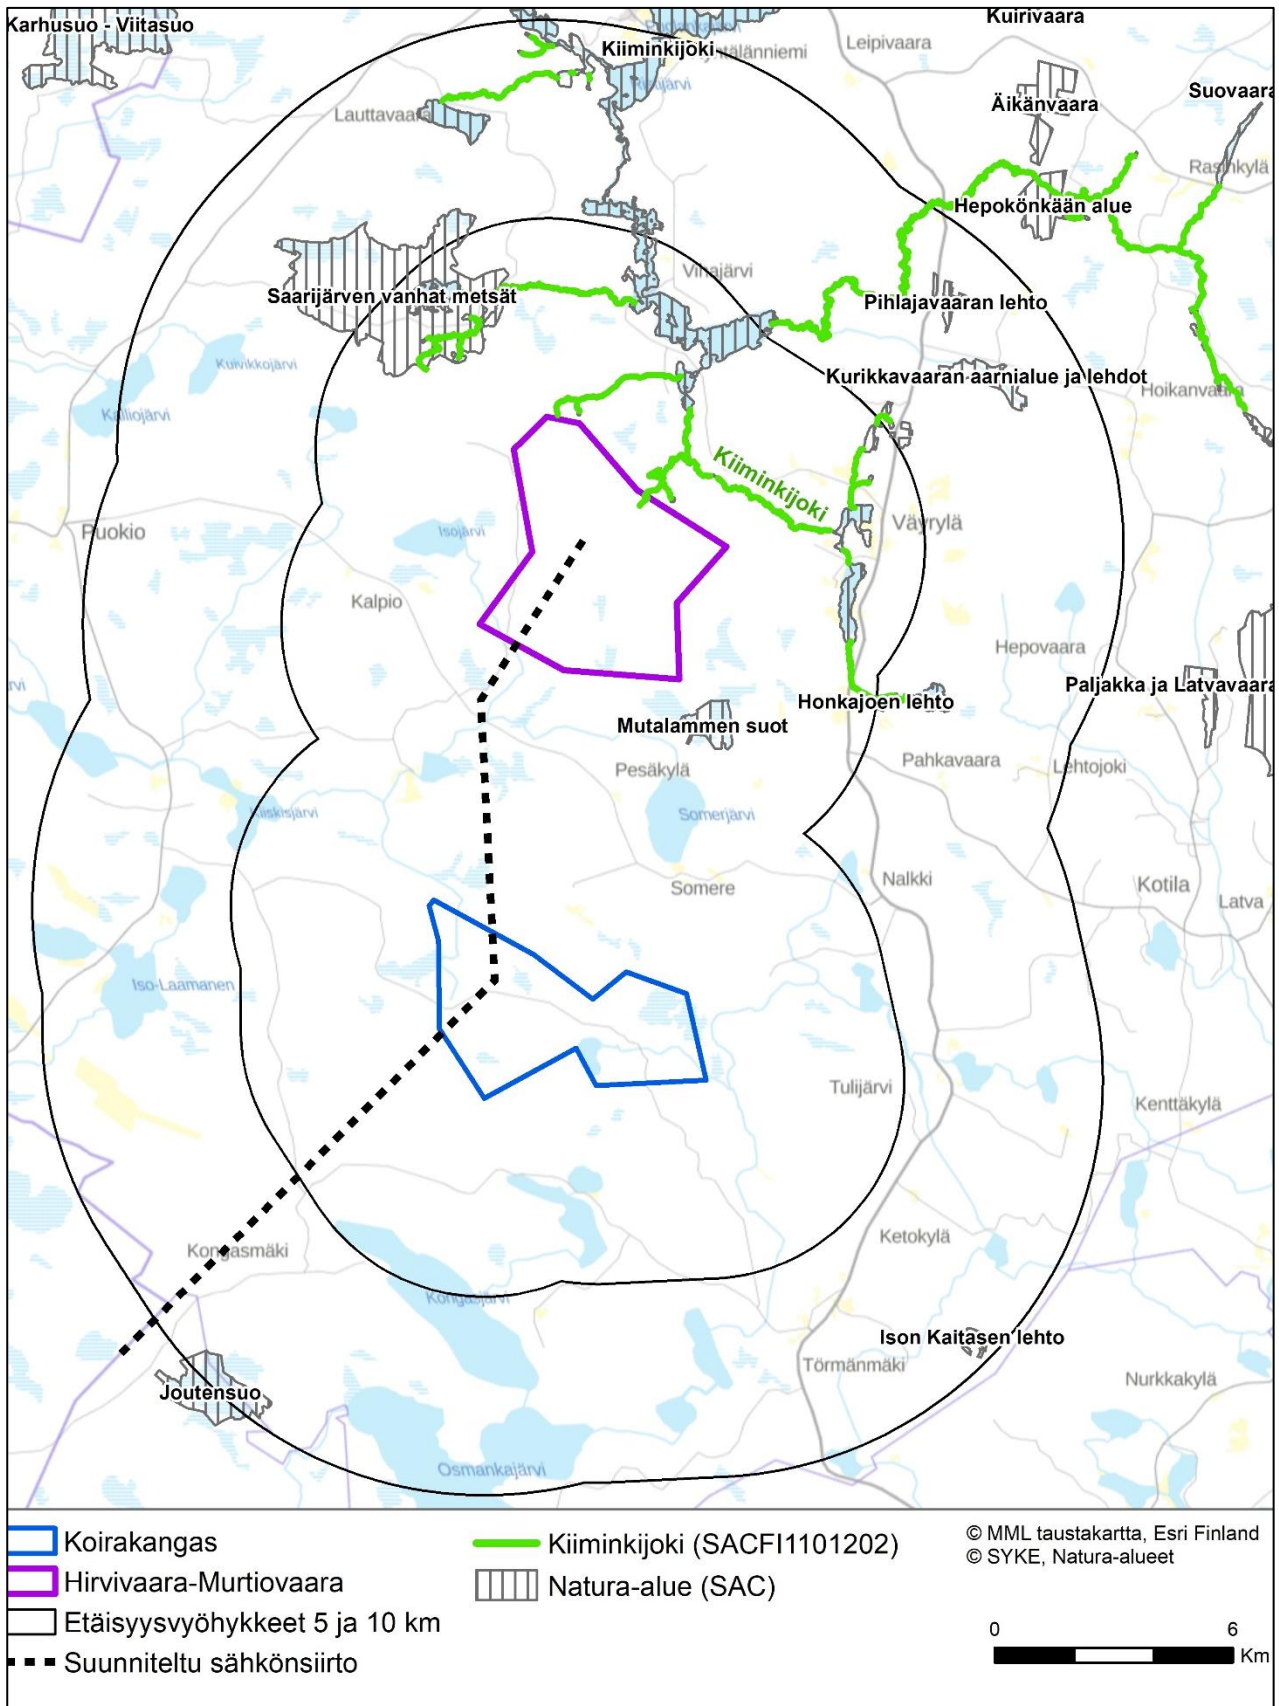 Karhusuo - Viitasuo
Kuirivaara
Kiiminkijoki
Leipivaara
Äikänvaara
Suovaara
Lauttavaara
Rasinkylä
Hepokönkään alue
Vihajärvi
Saarijärven vanhat metsät
Pihlajavaaran lehto
Kuivikkojärvi
Kurikkavaaran aarnialue ja lehdot
Hoikanvaara
Kalliojärvi
Kiiminkijoki
Väyrylä
Puokio
Isojärvi
Kalpio
Hepovaara
Paljakka ja Latvavaara
Honkajoen lehto
Mutalammen suot
Pahkavaara
Lehtojoki
Pesäkylä
Kiiskisjärvi
Somerjärvi
Somere
Nalkki
Kotila
Latva
Iso-Laamanen
Tulijärvi
Kenttäkylä
Kongasmäki
Ketokylä
Kongasjärvi
Ison Kaitasen lehto
Törmänmäki
Nurkkakylä
Joutensuo
Osmankajärvi
Koirakangas
Hirvivaara-Murtiovaara
Etäisyysvyöhykkeet 5 ja 10 km
Suunniteltu sähkönsiirto
Kiiminkijoki (SACFI1101202)
Natura-alue (SAC)
© MML taustakartta, Esri Finland
© SYKE, Natura-alueet
0 6
Km